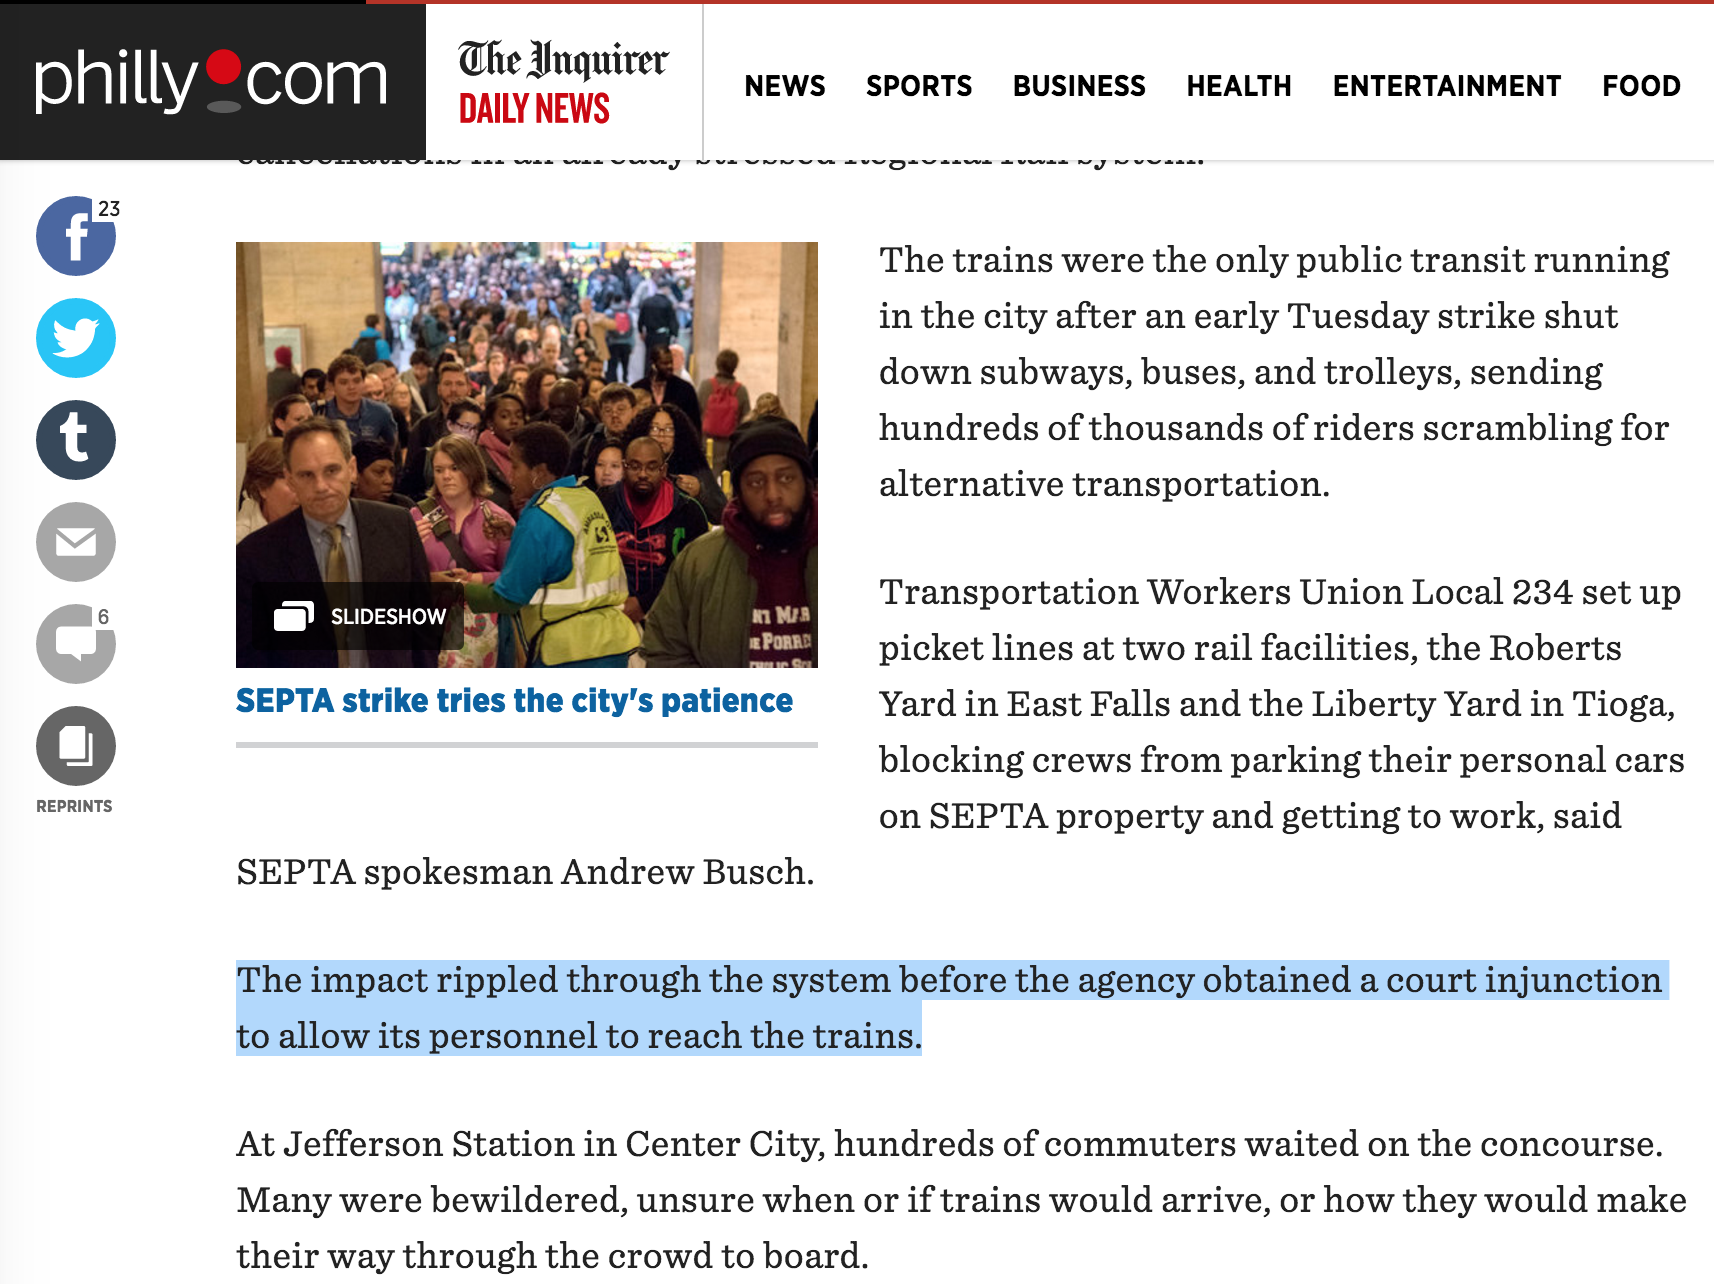 philly.com
The Inquirer
DAILY NEWS
NEWS SPORTS BUSINESS HEALTH ENTERTAINMENT FOOD
cancellations in an already stressed Regional Rail system.
23
6
REPRINTS
SLIDESHOW
SEPTA strike tries the city's patience
The trains were the only public transit running
in the city after an early Tuesday strike shut
down subways, buses, and trolleys, sending
hundreds of thousands of riders scrambling for
alternative transportation.
Transportation Workers Union Local 234 set up
picket lines at two rail facilities, the Roberts
Yard in East Falls and the Liberty Yard in Tioga,
blocking crews from parking their personal cars
on SEPTA property and getting to work, said
SEPTA spokesman Andrew Busch.
The impact rippled through the system before the agency obtained a court injunction
to allow its personnel to reach the trains.
At Jefferson Station in Center City, hundreds of commuters waited on the concourse.
Many were bewildered, unsure when or if trains would arrive, or how they would make
their way through the crowd to board.